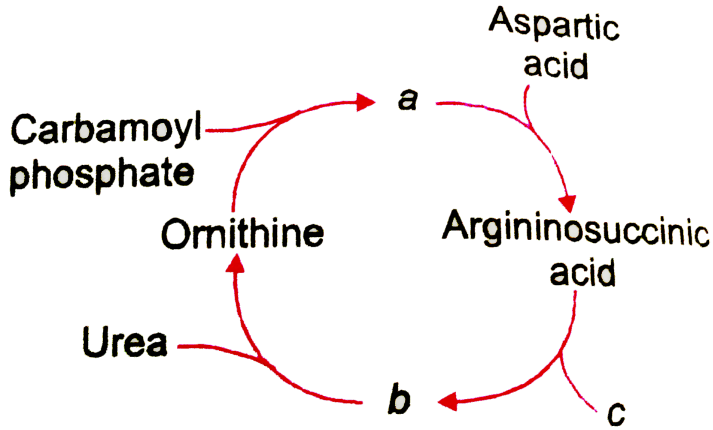 Aspartic
acid
a
Carbamoyl
phosphate
Ornithine
Argininosuccinic
acid
Urea
b
c